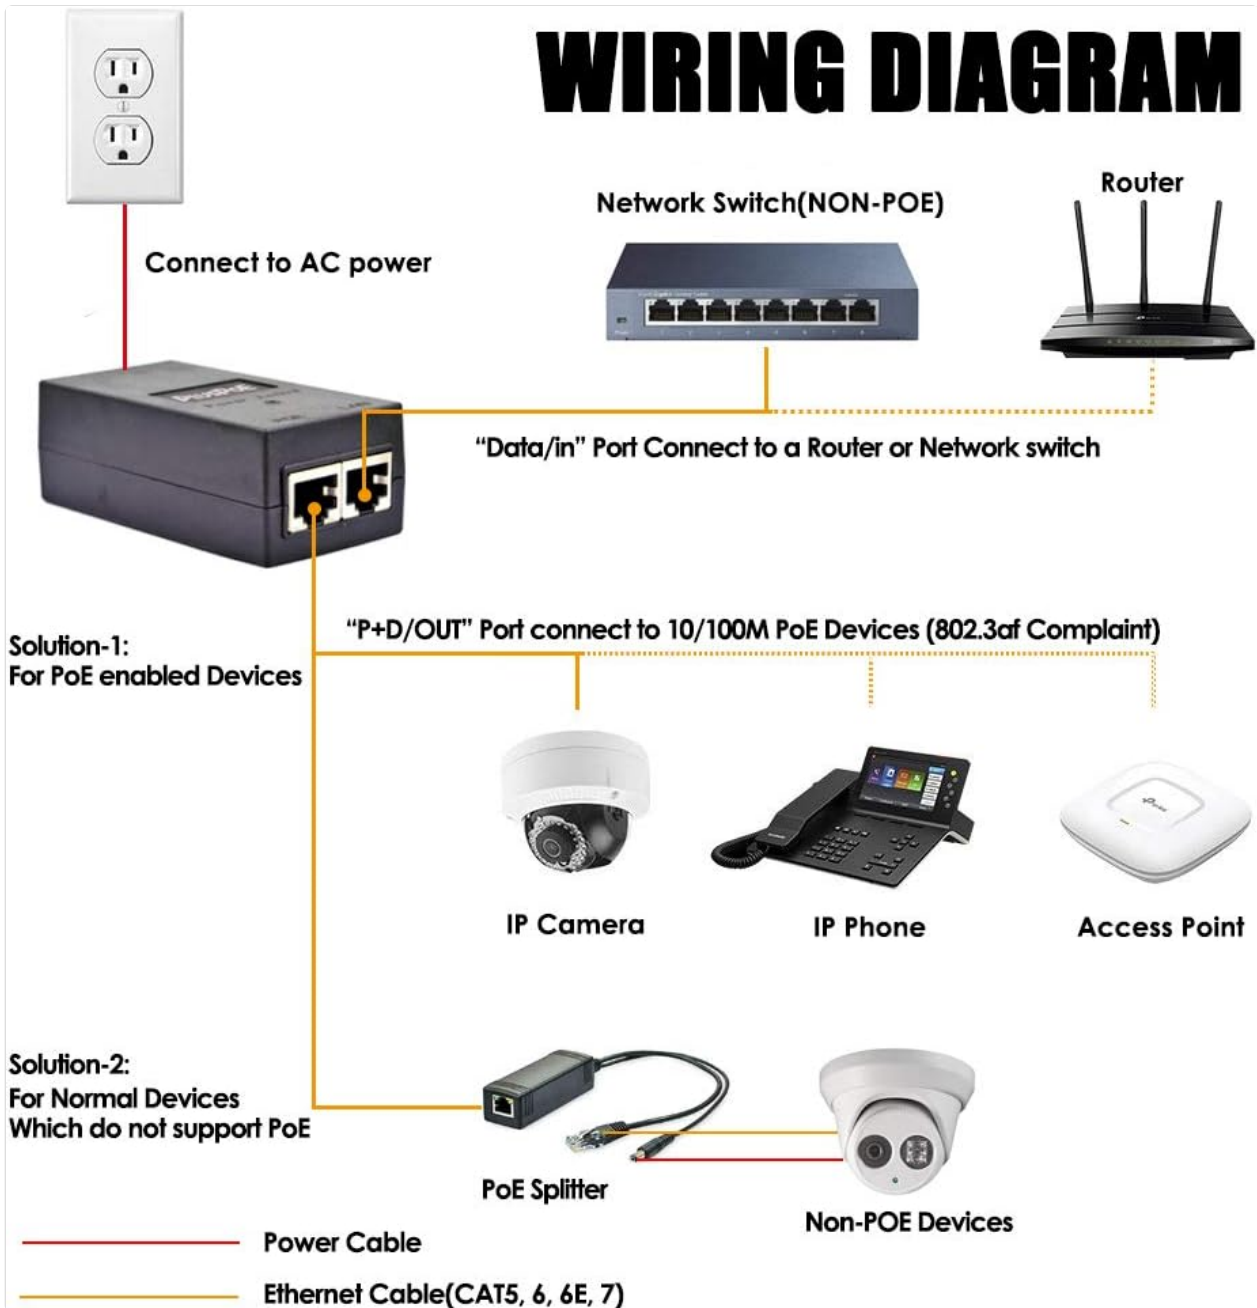 WIRING DIAGRAM
Network Switch(NON-POE)
Router
Connect to AC power
“Data/in” Port Connect to a Router or Network switch
“P+D/OUT” Port connect to 10/100M PoE Devices (802.3af Complaint)
Solution-1:
For PoE enabled Devices
IP Camera
IP Phone
Access Point
Solution-2:
For Normal Devices
Which do not support PoE
PoE Splitter
Non-POE Devices
Power Cable
Ethernet Cable(CAT5, 6, 6E, 7)